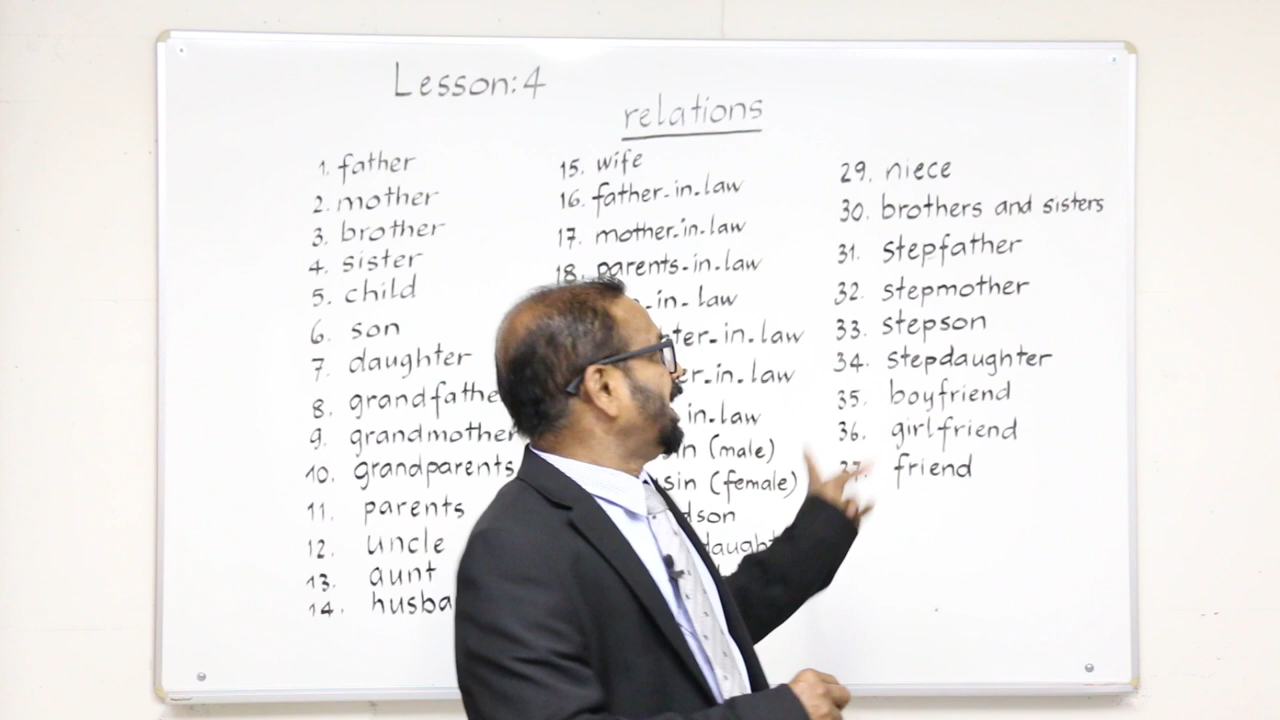 Lesson: 4
relations
1. father
2. mother
3. brother
4. sister
5. child
6. son
7. daughter
8. grandfathe
9. grandmother
10. grandparents
11. parents
12. uncle
13. aunt
14. husba
15. wife
16. father-in-law
17. mother-in-law
18. parents-in-law
-in-law
ter-in-law
er-in-law
in-law
in (male)
sin (female)
dson
daught
29. niece
30. brothers and sisters
31. stepfather
32. stepmother
33. stepson
34. stepdaughter
35. boyfriend
36. girlfriend
37. friend